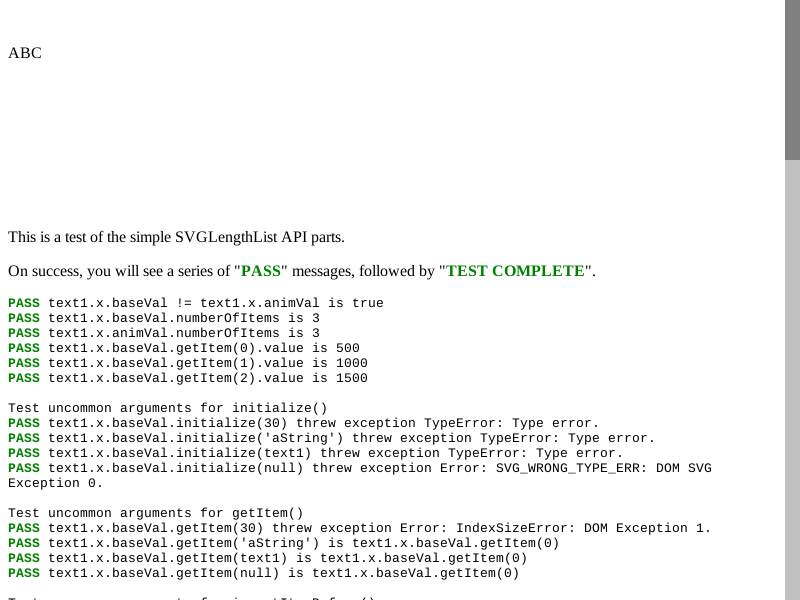 ABC
This is a test of the simple SVGLengthList API parts.
On success, you will see a series of "PASS" messages, followed by "TEST COMPLETE".
PASS text1.x.baseVal != text1.x.animVal is true
PASS text1.x.baseVal.numberOfItems is 3
PASS text1.x.animVal.numberOfItems is 3
PASS text1.x.baseVal.getItem(0).value is 500
PASS text1.x.baseVal.getItem(1).value is 1000
PASS text1.x.baseVal.getItem(2).value is 1500
Test uncommon arguments for initialize()
PASS text1.x.baseVal.initialize(30) threw exception TypeError: Type error.
PASS text1.x.baseVal.initialize('aString') threw exception TypeError: Type error.
PASS text1.x.baseVal.initialize(text1) threw exception TypeError: Type error.
PASS text1.x.baseVal.initialize(null) threw exception Error: SVG_WRONG_TYPE_ERR: DOM SVG
Exception 0.
Test uncommon arguments for getItem()
PASS text1.x.baseVal.getItem(30) threw exception Error: IndexSizeError: DOM Exception 1.
PASS text1.x.baseVal.getItem('aString') is text1.x.baseVal.getItem(0)
PASS text1.x.baseVal.getItem(text1) is text1.x.baseVal.getItem(0)
PASS text1.x.baseVal.getItem(null) is text1.x.baseVal.getItem(0)